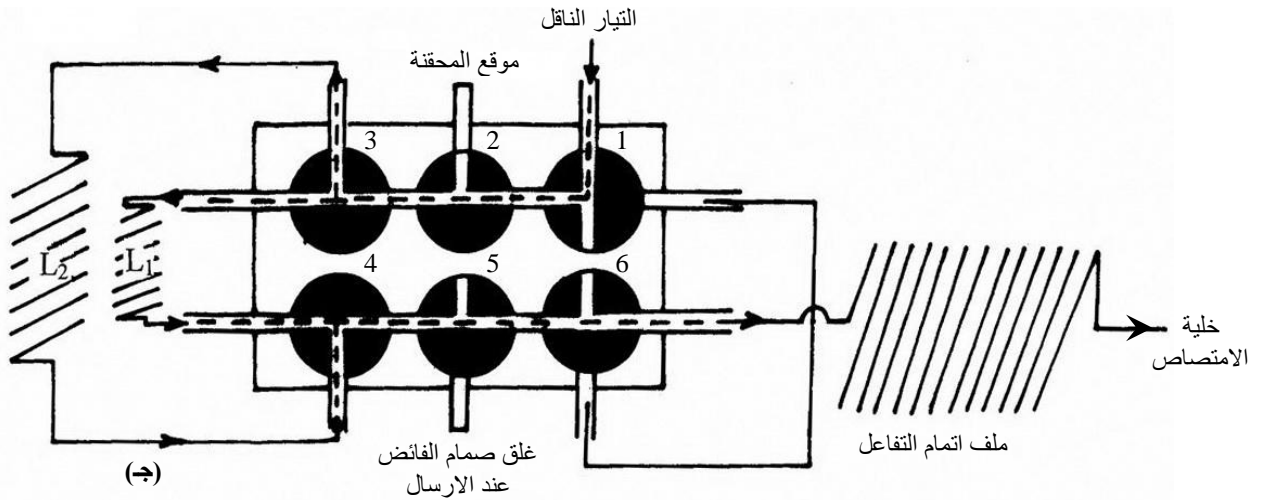 التيار الناقل
موقع المحقنة
3
2
1
L2
L1
4
5
6
خلية
الامتصاص
ملف اتمام التفاعل
غلق صمام الفائض
عند الارسال
(جـ)